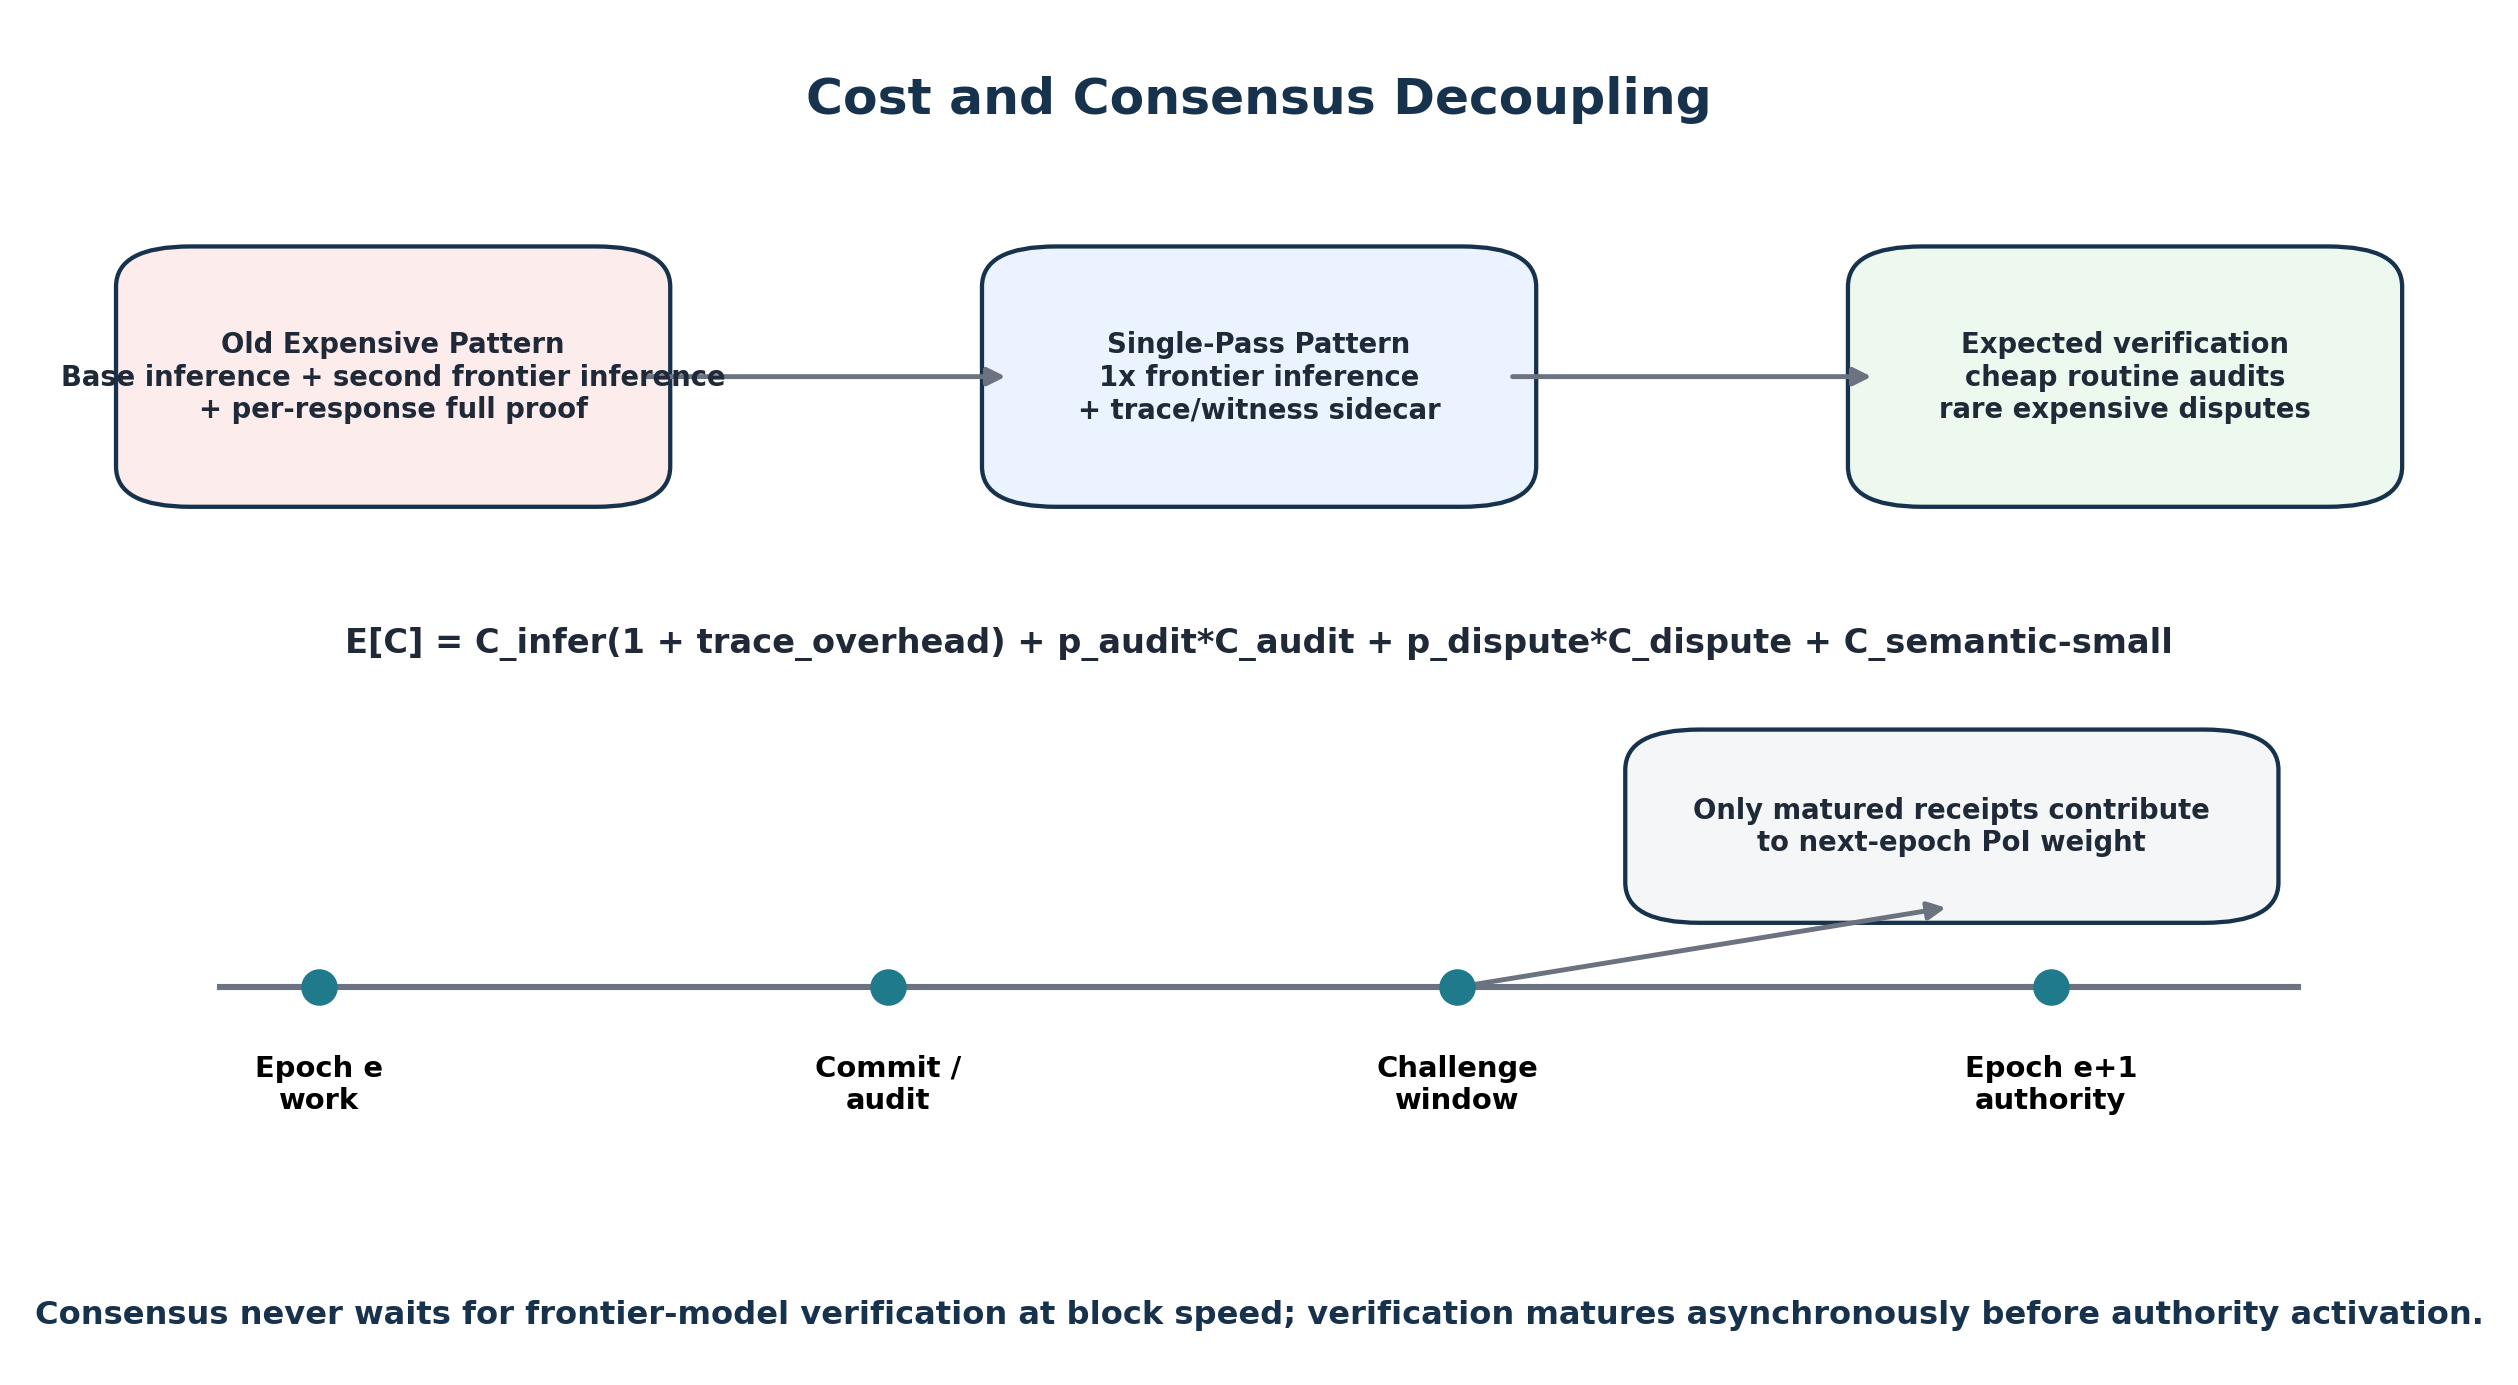 Cost and Consensus Decoupling
Old Expensive Pattern
Base inference + second frontier inference
+ per-response full proof
Single-Pass Pattern
1x frontier inference
+ trace/witness sidecar
Expected verification
cheap routine audits
rare expensive disputes
E[C] = C_infer(1 + trace_overhead) + p_audit*C_audit + p_dispute*C_dispute + C_semantic-small
Only matured receipts contribute
to next-epoch PoI weight
Epoch e
work
Commit /
audit
Challenge
window
Epoch e+1
authority
Consensus never waits for frontier-model verification at block speed; verification matures asynchronously before authority activation.